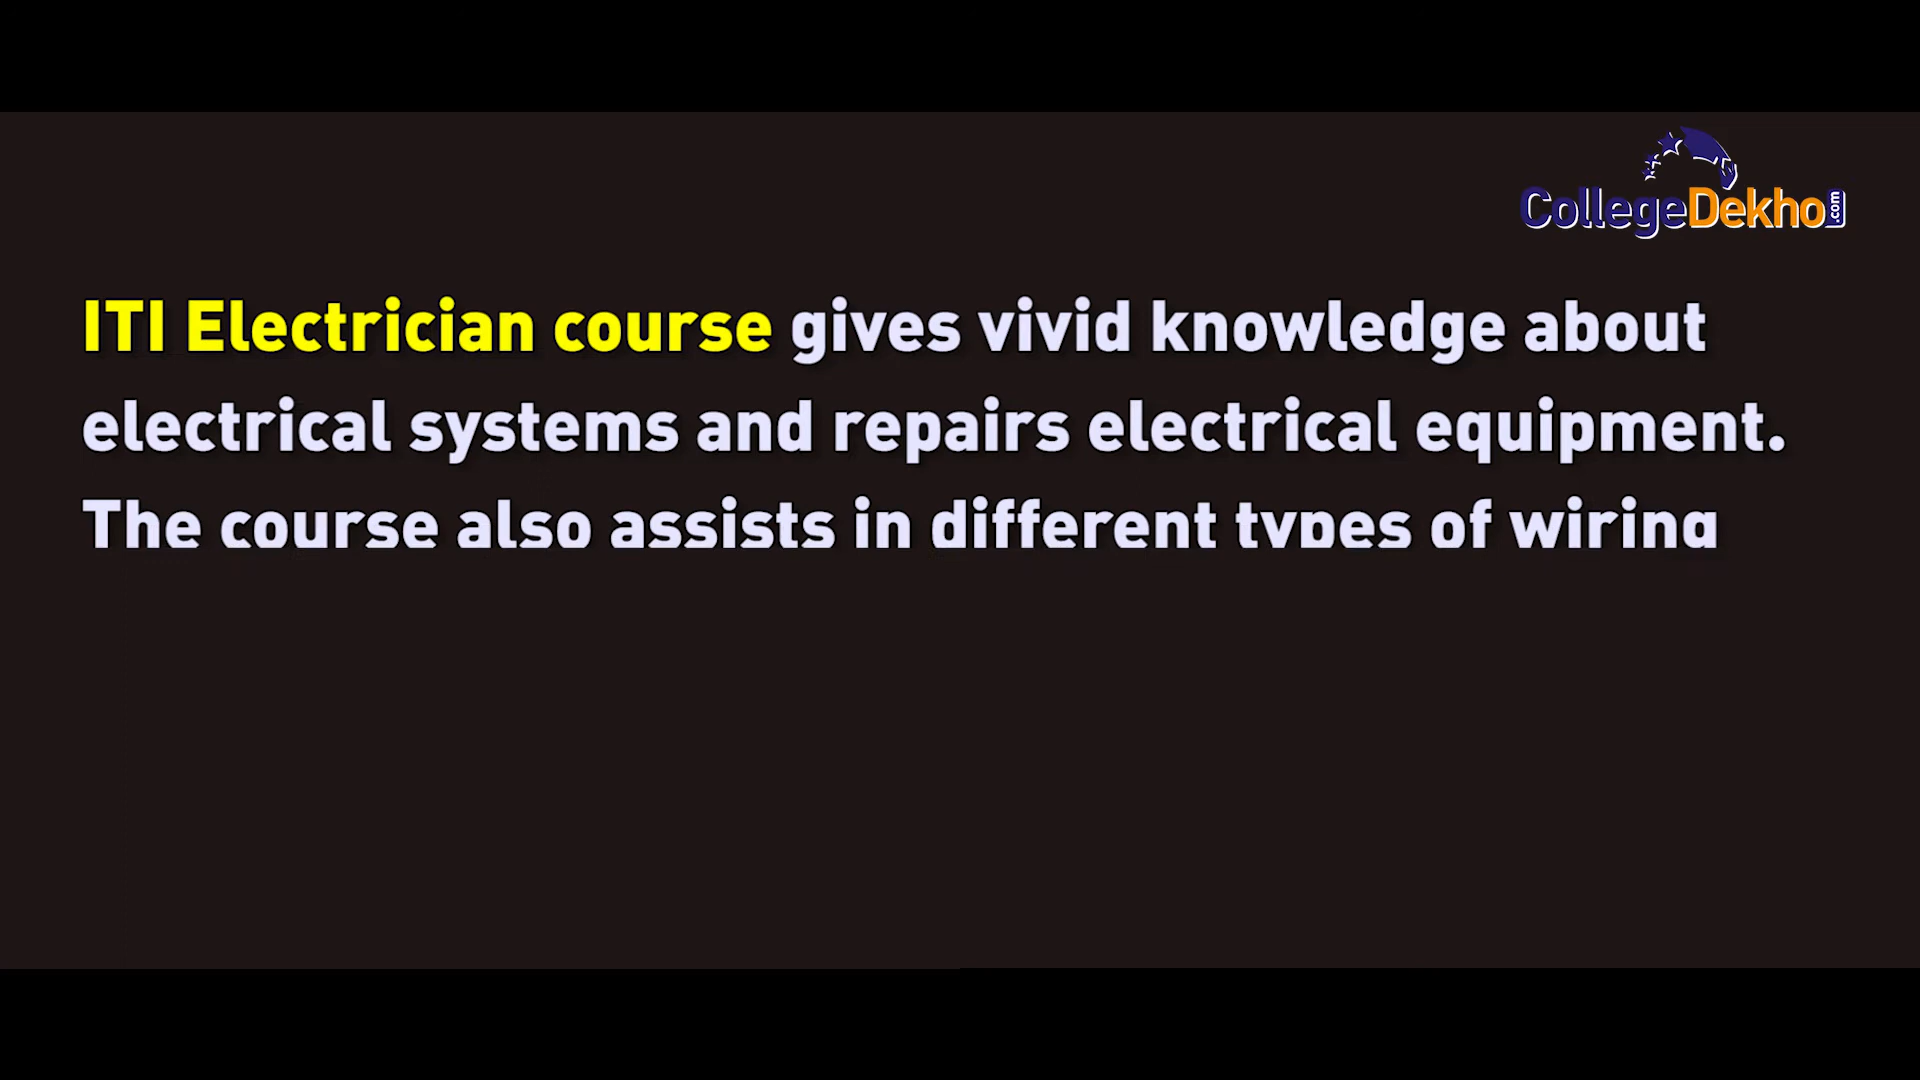 CollegeDekho.com
ITI Electrician course gives vivid knowledge about
electrical systems and repairs electrical equipment.
The course also assists in different types of wiring